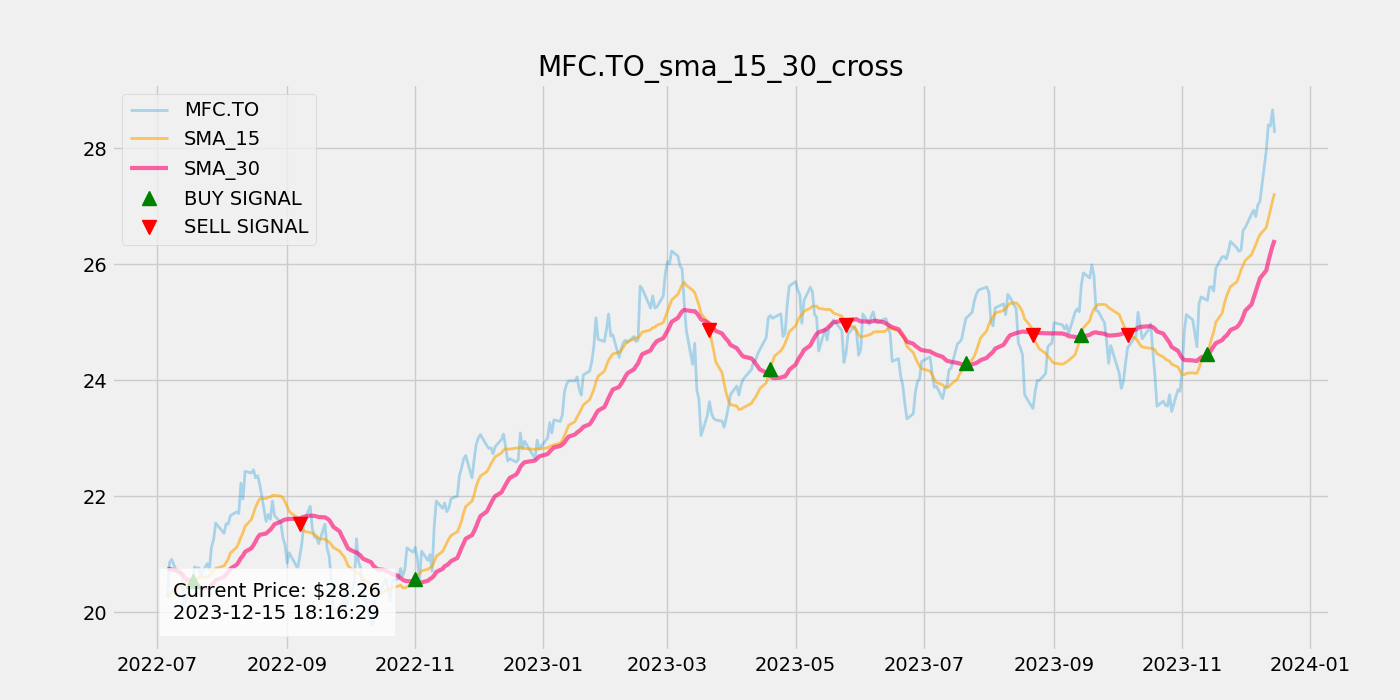 MFC.TO_sma_15_30_cross
MFC.TO
SMA_15
SMA_30
BUY SIGNAL
SELL SIGNAL
28
26
24
22
20
Current Price: $28.26
2023-12-15 18:16:29
2022-07 2022-09 2022-11 2023-01 2023-03 2023-05 2023-07 2023-09 2023-11 2024-01